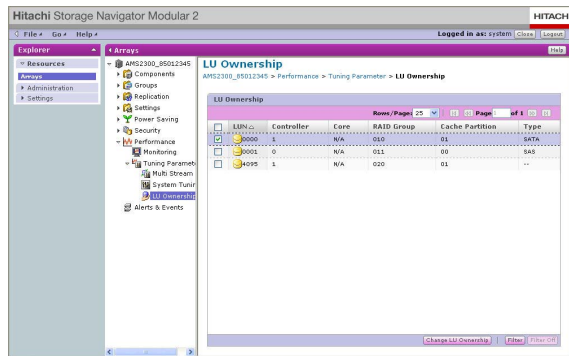 Hitachi Storage Navigator Modular 2
HITACHI
File Go Help
Logged in as: system Close Logout
Explorer
Arrays
Help
Resources
Arrays
Administration
Settings
AMS2300_85012345
Components
Groups
Replication
Settings
Power Saving
Security
Performance
Monitoring
Tuning Paramet
Multi Stream
System Tunin
LU Ownership
Alerts & Events
LU Ownership
AMS2300_85012345 > Performance > Tuning Parameter > LU Ownership
LU Ownership
Rows/Page: 25 Page 1 of 1
LUN Controller Core RAID Group Cache Partition Type
0000 1 N/A 010 01 SATA
0001 0 N/A 011 00 SAS
4095 1 N/A 020 01 --
Change LU Ownership Filter Filter Off